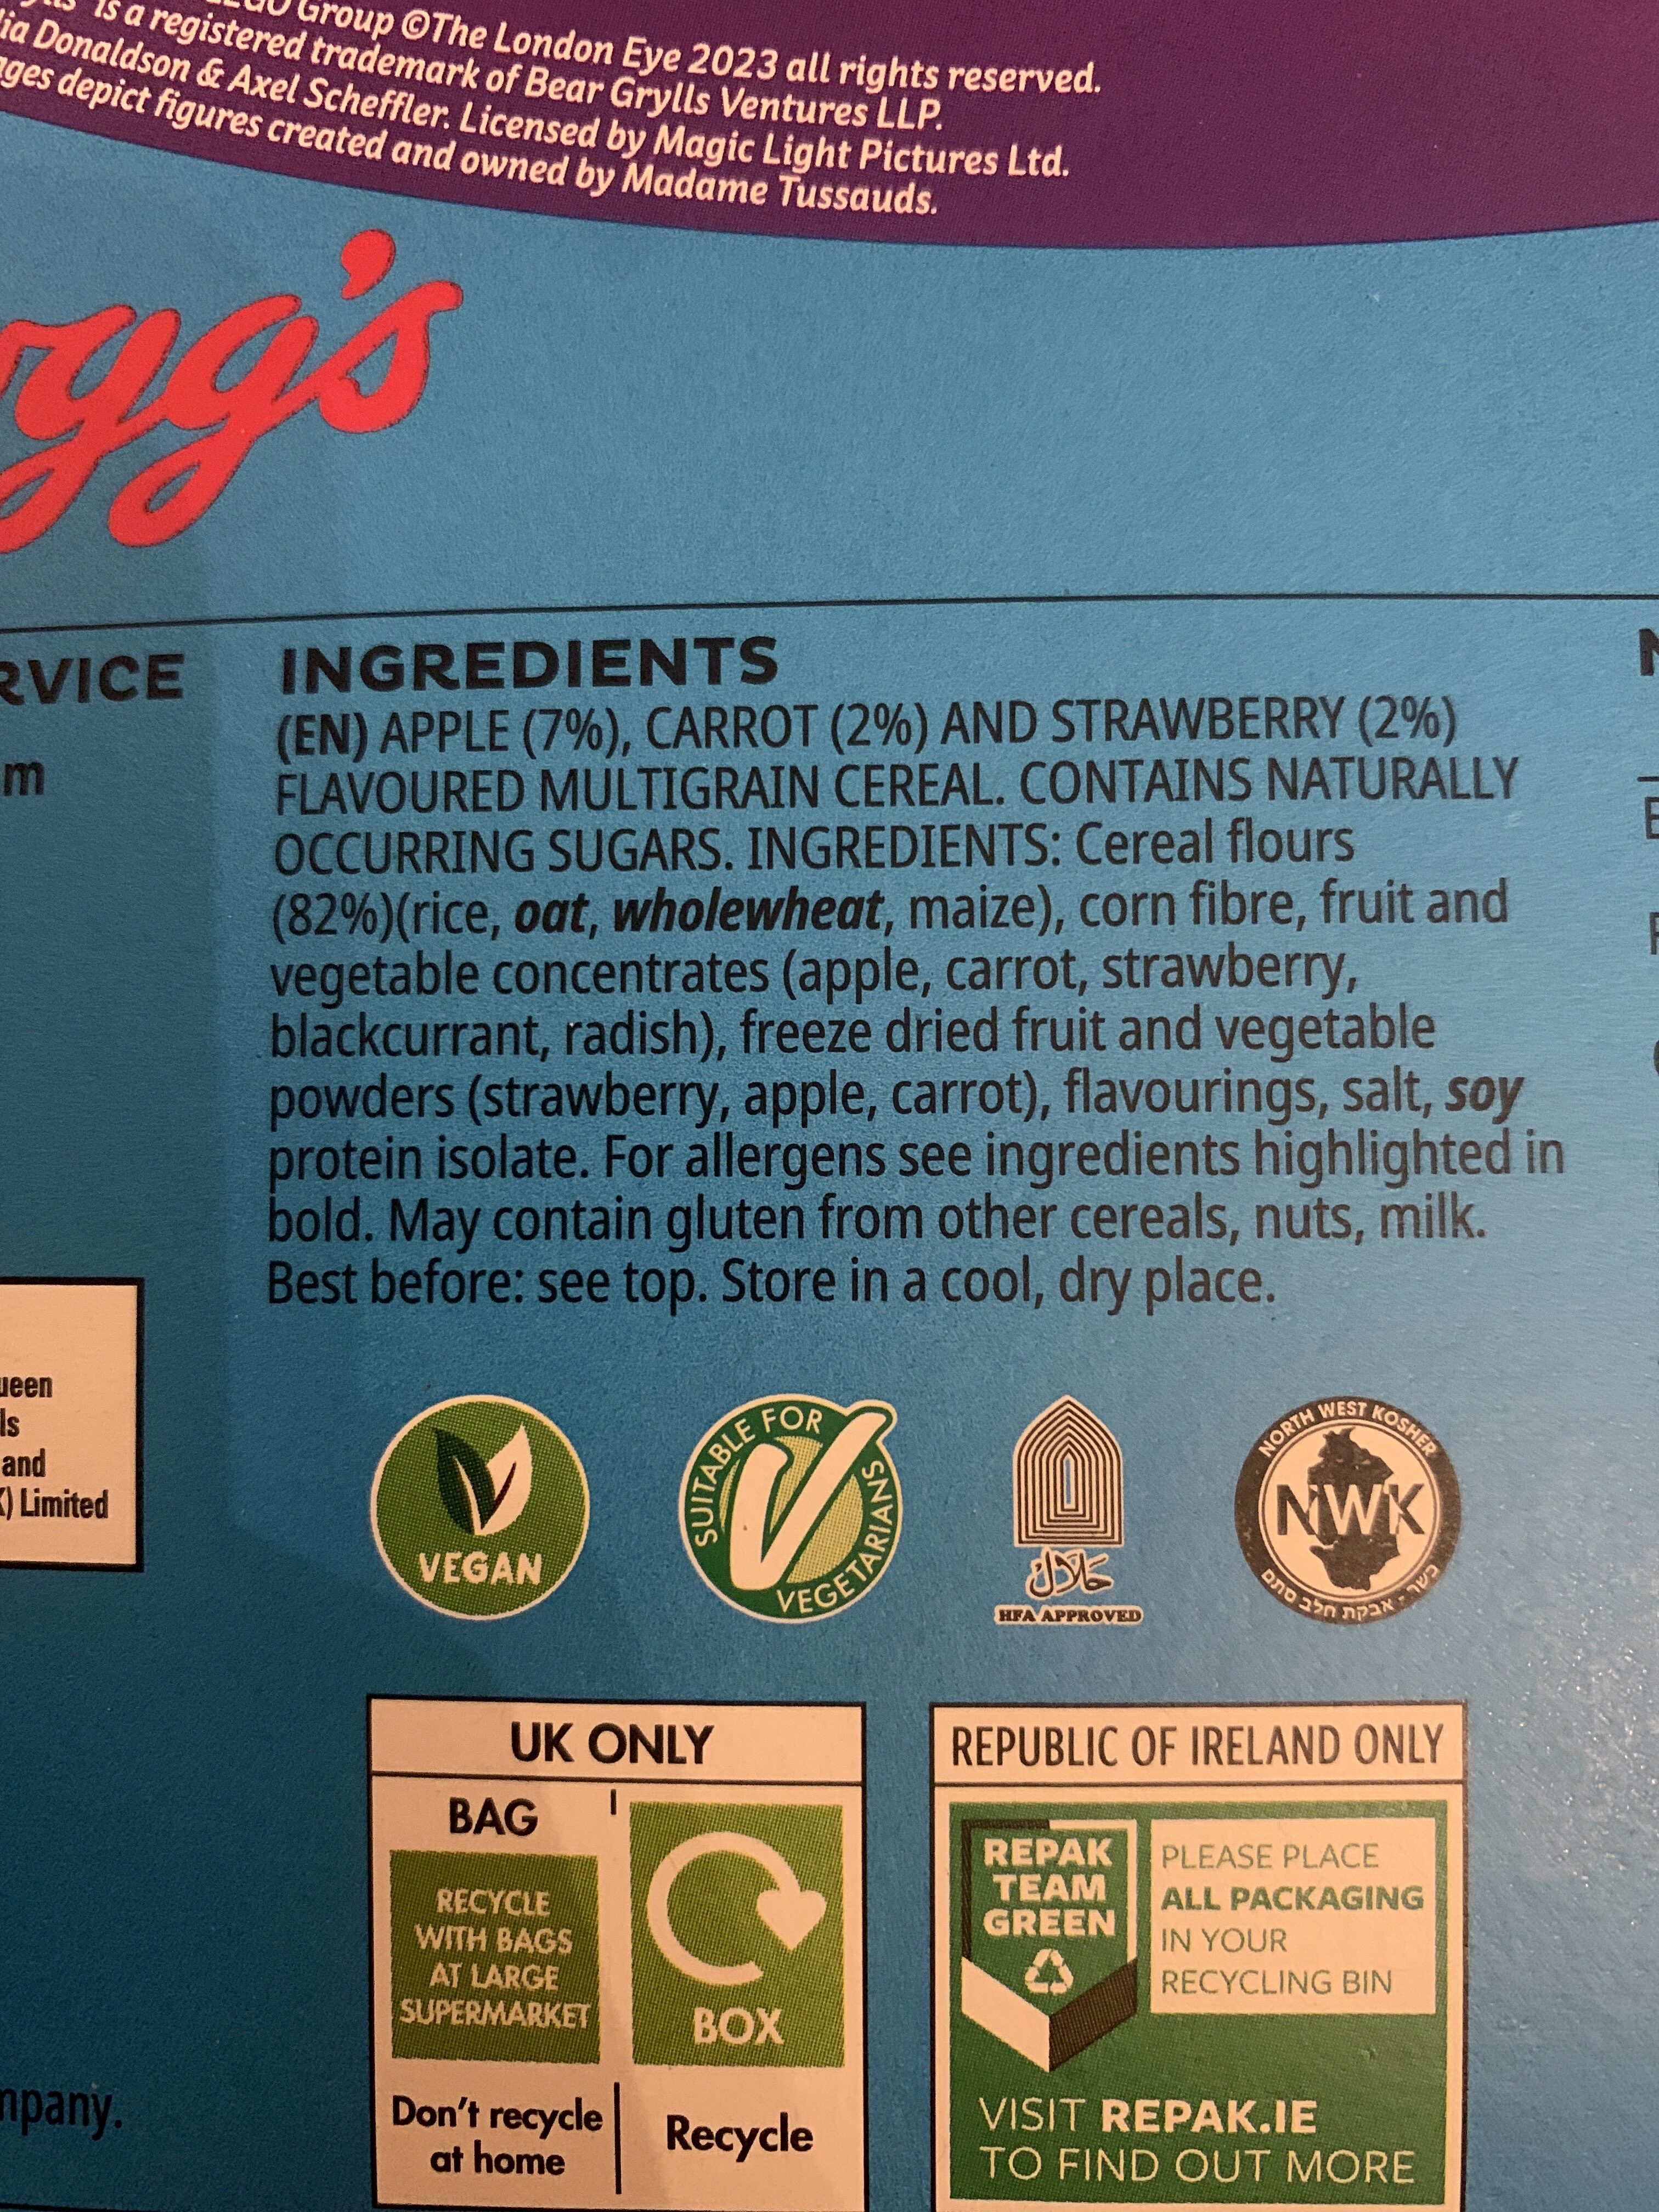 Group ©The London Eye 2023 all rights reserved.
is a registered trademark of Bear Grylls Ventures LLP.
Donaldson & Axel Scheffler. Licensed by Magic Light Pictures Ltd.
depict figures created and owned by Madame Tussauds.
INGREDIENTS
(EN) APPLE (7%), CARROT (2%) AND STRAWBERRY (2%)
FLAVOURED MULTIGRAIN CEREAL. CONTAINS NATURALLY
OCCURRING SUGARS. INGREDIENTS: Cereal flours
(82%)(rice, oat, wholewheat, maize), corn fibre, fruit and
vegetable concentrates (apple, carrot, strawberry,
blackcurrant, radish), freeze dried fruit and vegetable
powders (strawberry, apple, carrot), flavourings, salt, soy
protein isolate. For allergens see ingredients highlighted in
bold. May contain gluten from other cereals, nuts, milk.
Best before: see top. Store in a cool, dry place.
and
Limited
VEGAN
SUITABLE FOR
VEGETARIANS
حلال
HFA APPROVED
NORTH WEST KOSHER
NWK
כשר - אבקת חלב סתם
UK ONLY
BAG
RECYCLE
WITH BAGS
AT LARGE
SUPERMARKET
Don't recycle
at home
BOX
Recycle
REPUBLIC OF IRELAND ONLY
REPAK
TEAM
GREEN
PLEASE PLACE
ALL PACKAGING
IN YOUR
RECYCLING BIN
VISIT REPAK.IE
TO FIND OUT MORE